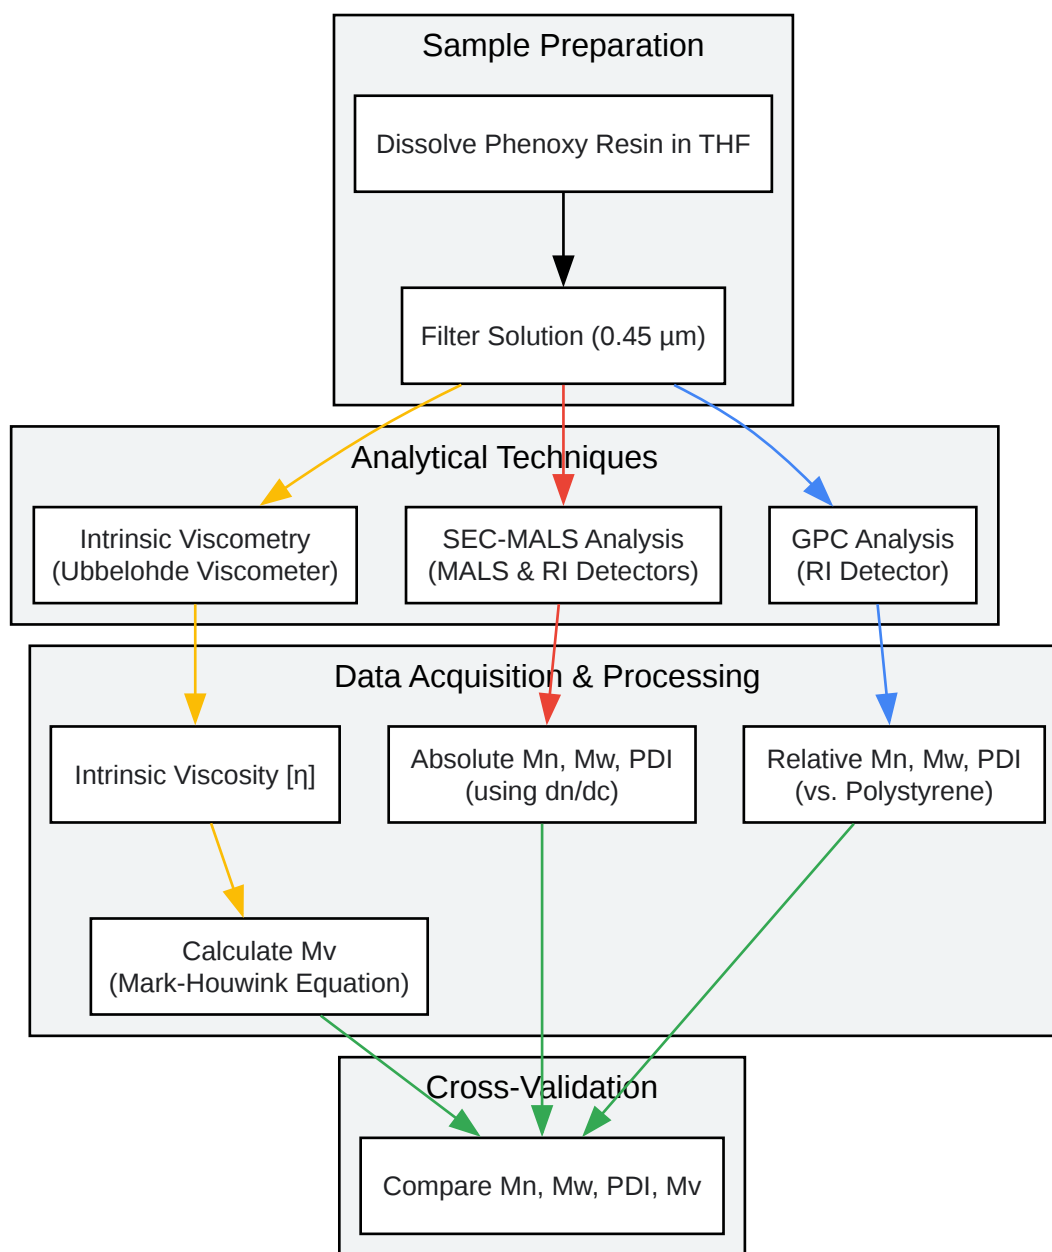 Sample Preparation
Dissolve Phenoxy Resin in THF
Filter Solution (0.45 µm)
Analytical Techniques
Intrinsic Viscometry
(Ubbelohde Viscometer)
SEC-MALS Analysis
(MALS & RI Detectors)
GPC Analysis
(RI Detector)
Data Acquisition & Processing
Intrinsic Viscosity [η]
Absolute Mn, Mw, PDI
(using dn/dc)
Relative Mn, Mw, PDI
(vs. Polystyrene)
Calculate Mv
(Mark-Houwink Equation)
Cross-Validation
Compare Mn, Mw, PDI, Mv